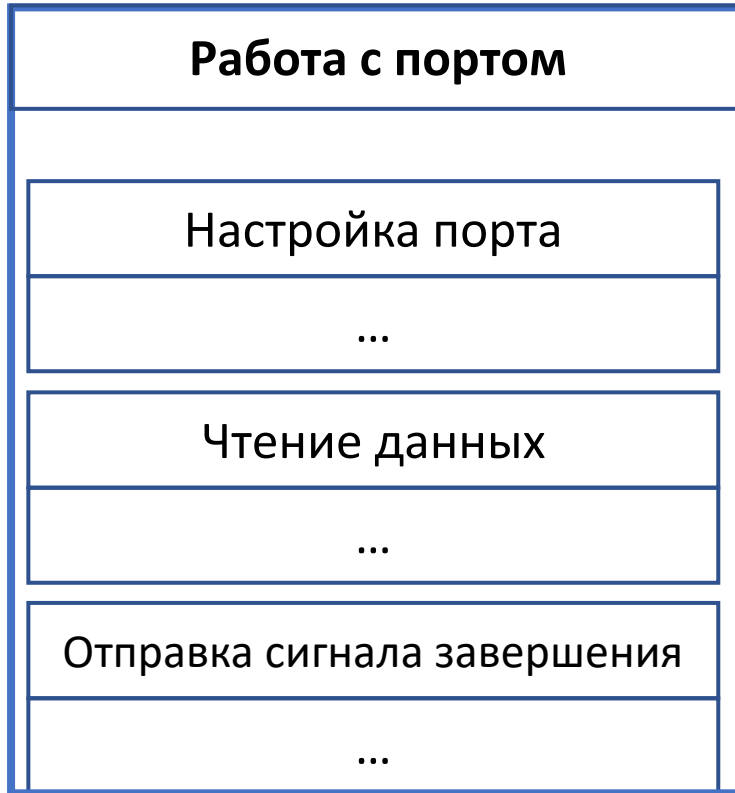 Работа с портом
Настройка порта
...
Чтение данных
...
Отправка сигнала завершения
...